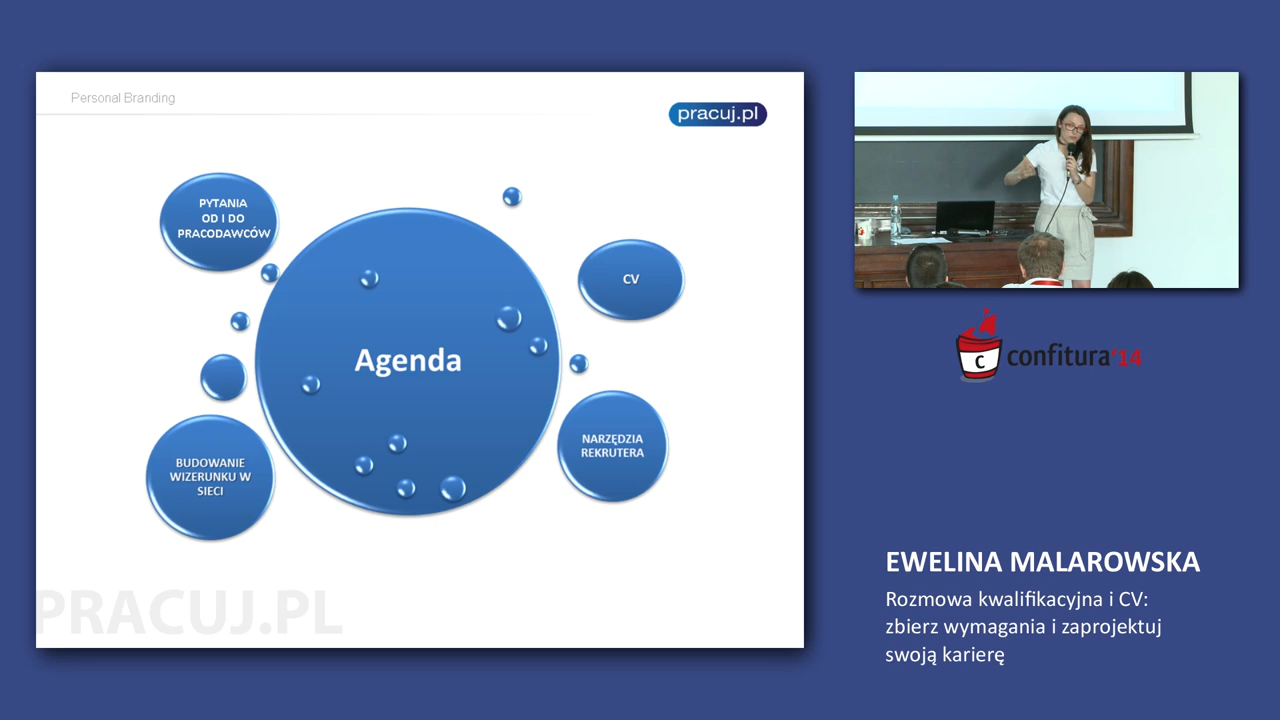 Personal Branding
pracuj.pl
PYTANIA
OD I DO
PRACODAWCÓW
CV
Agenda
NARZĘDZIA
REKRUTERA
BUDOWANIE
WIZERUNKU W
SIECI
PRACUJ.PL
C
confitura'14
EWELINA MALAROWSKA
Rozmowa kwalifikacyjna i CV:
zbierz wymagania i zaprojektuj
swoją karierę